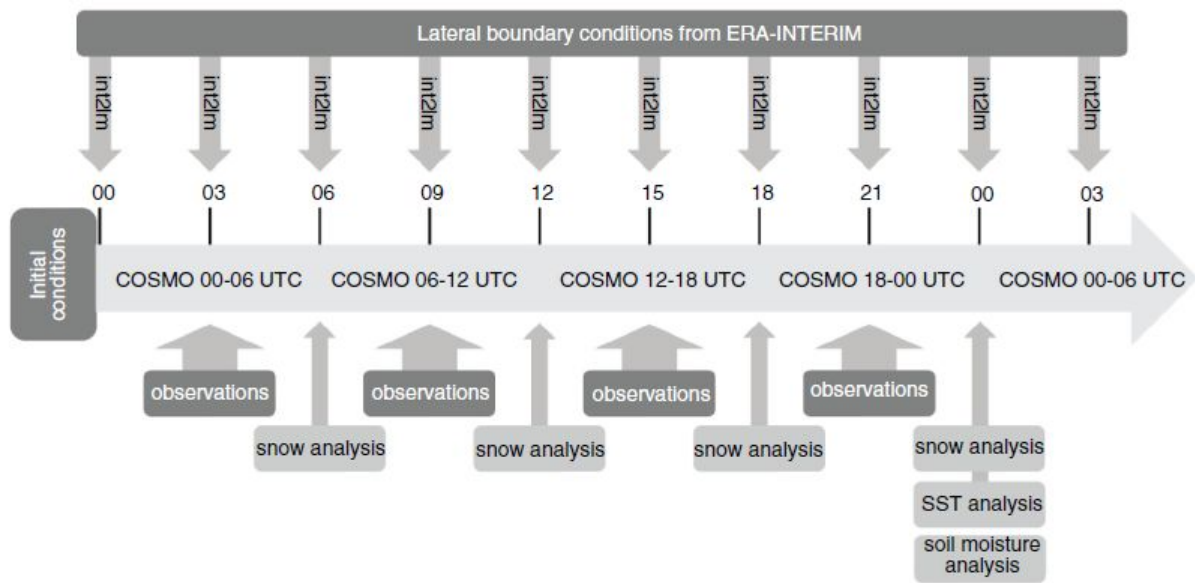 Lateral boundary conditions from ERA-INTERIM
int2lm int2lm int2lm int2lm int2lm int2lm int2lm int2lm int2lm int2lm
00 03 06 09 12 15 18 21 00 03
Initial
conditions
COSMO 00-06 UTC COSMO 06-12 UTC COSMO 12-18 UTC COSMO 18-00 UTC COSMO 00-06 UTC
observations observations observations observations
snow analysis snow analysis snow analysis snow analysis
SST analysis
soil moisture
analysis